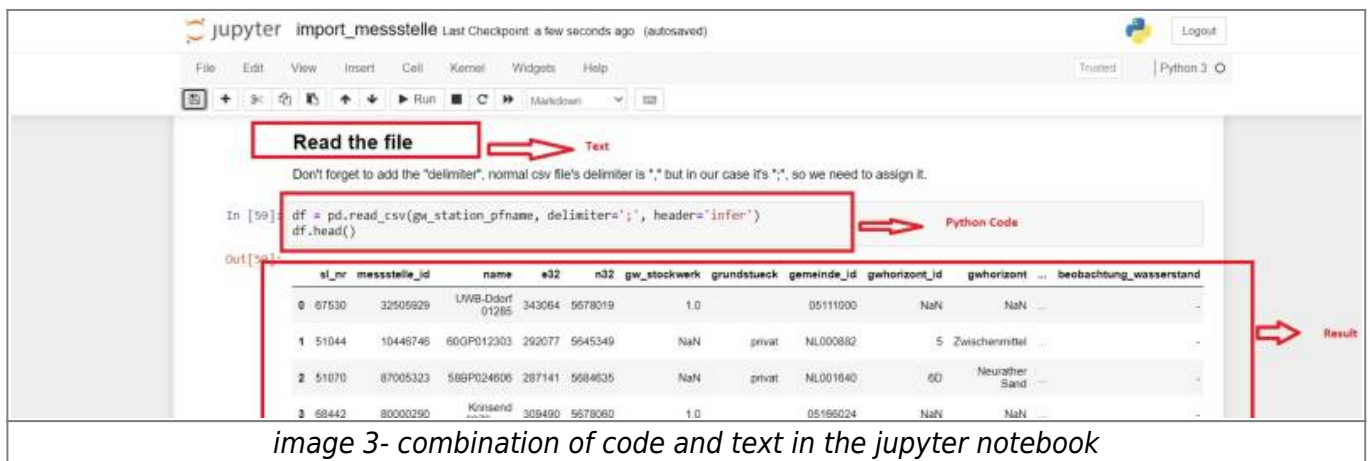 jupyter import_messstelle Last Checkpoint: a few seconds ago (autosaved) Logout
File Edit View Insert Cell Kernel Widgets Help Trusted Python 3
Run Markdown
Read the file Text
Don't forget to add the "delimiter", normal csv file's delimiter is "," but in our case it's ";", so we need to assign it.
In [59]: df = pd.read_csv(gw_station_pfname, delimiter=';', header='infer')
df.head() Python Code
Out[59]:
sl_nr messstelle_id name e32 n32 gw_stockwerk grundstueck gemeinde_id gwhorizont_id gwhorizont ... beobachtung_wasserstand
0 67530 32505929 UWB-Ddorf 01285 343064 5678019 1.0 05111000 NaN NaN ... -
1 51044 10446746 60GP012303 292077 5645349 NaN privat NL000882 5 Zwischenmittel ... -
2 51070 87005323 58BP024606 287141 5684635 NaN privat NL001640 6D Neurather Sand ... -
3 68442 80000290 309490 5678060 1.0 05166024 NaN NaN ... -
Result
image 3- combination of code and text in the jupyter notebook